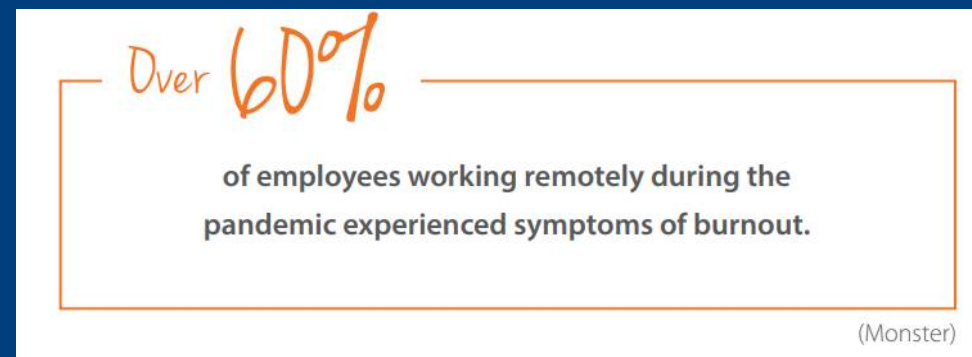 Over 60%
of employees working remotely during the
pandemic experienced symptoms of burnout.
(Monster)